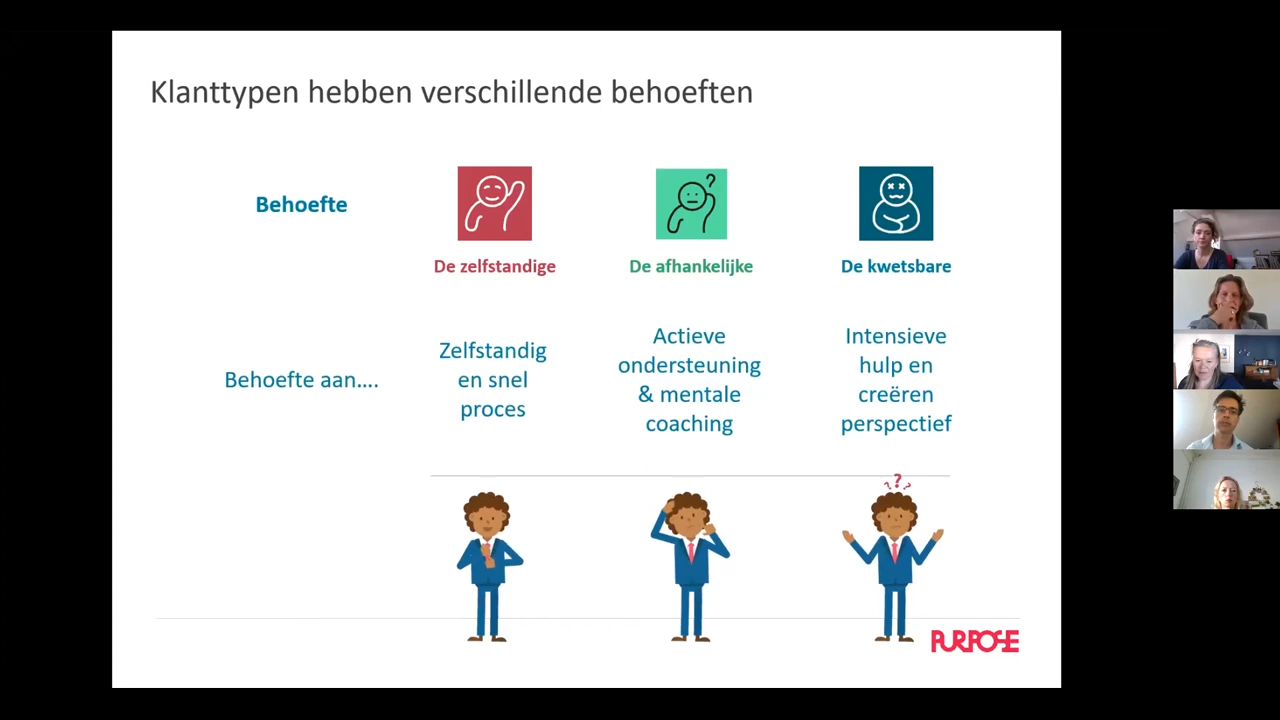 Klanttypen hebben verschillende behoeften
Behoefte
?
De zelfstandige
De afhankelijke
De kwetsbare
Behoefte aan....
Zelfstandig
en snel
proces
Actieve
ondersteuning
& mentale
coaching
Intensieve
hulp en
creëren
perspectief
? ? ?
PURPOSE